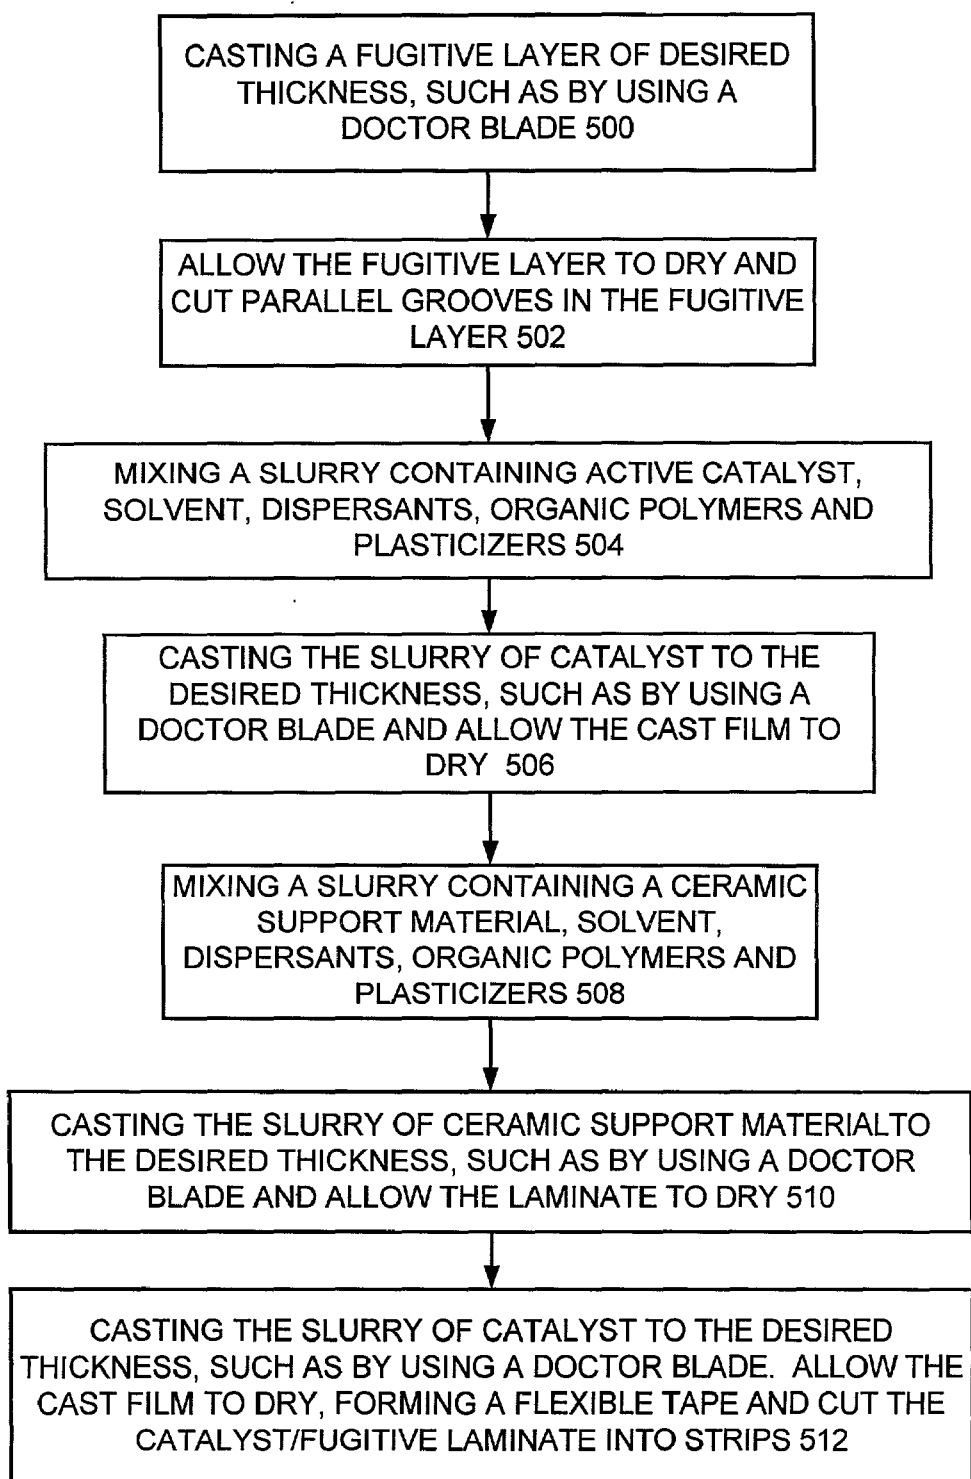 CASTING A FUGITIVE LAYER OF DESIRED
THICKNESS, SUCH AS BY USING A
DOCTOR BLADE 500
ALLOW THE FUGITIVE LAYER TO DRY AND
CUT PARALLEL GROOVES IN THE FUGITIVE
LAYER 502
MIXING A SLURRY CONTAINING ACTIVE CATALYST,
SOLVENT, DISPERSANTS, ORGANIC POLYMERS AND
PLASTICIZERS 504
CASTING THE SLURRY OF CATALYST TO THE
DESIRED THICKNESS, SUCH AS BY USING A
DOCTOR BLADE AND ALLOW THE CAST FILM TO
DRY 506
MIXING A SLURRY CONTAINING A CERAMIC
SUPPORT MATERIAL, SOLVENT,
DISPERSANTS, ORGANIC POLYMERS AND
PLASTICIZERS 508
CASTING THE SLURRY OF CERAMIC SUPPORT MATERIALTO
THE DESIRED THICKNESS, SUCH AS BY USING A DOCTOR
BLADE AND ALLOW THE LAMINATE TO DRY 510
CASTING THE SLURRY OF CATALYST TO THE DESIRED
THICKNESS, SUCH AS BY USING A DOCTOR BLADE. ALLOW THE
CAST FILM TO DRY, FORMING A FLEXIBLE TAPE AND CUT THE
CATALYST/FUGITIVE LAMINATE INTO STRIPS 512